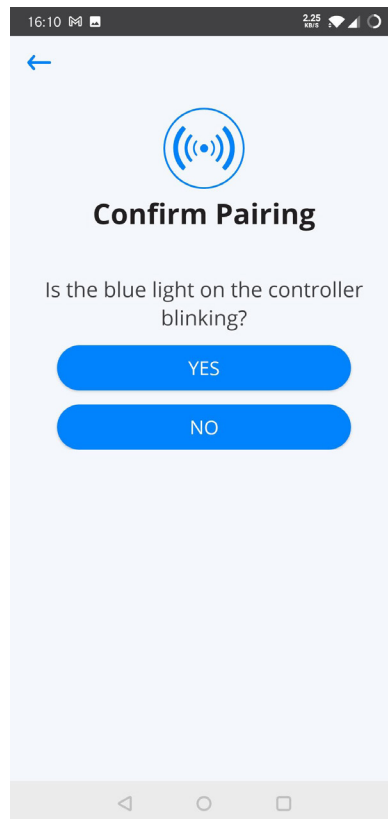 16:10
2.25
KB/S
Confirm Pairing
Is the blue light on the controller
blinking?
YES
NO